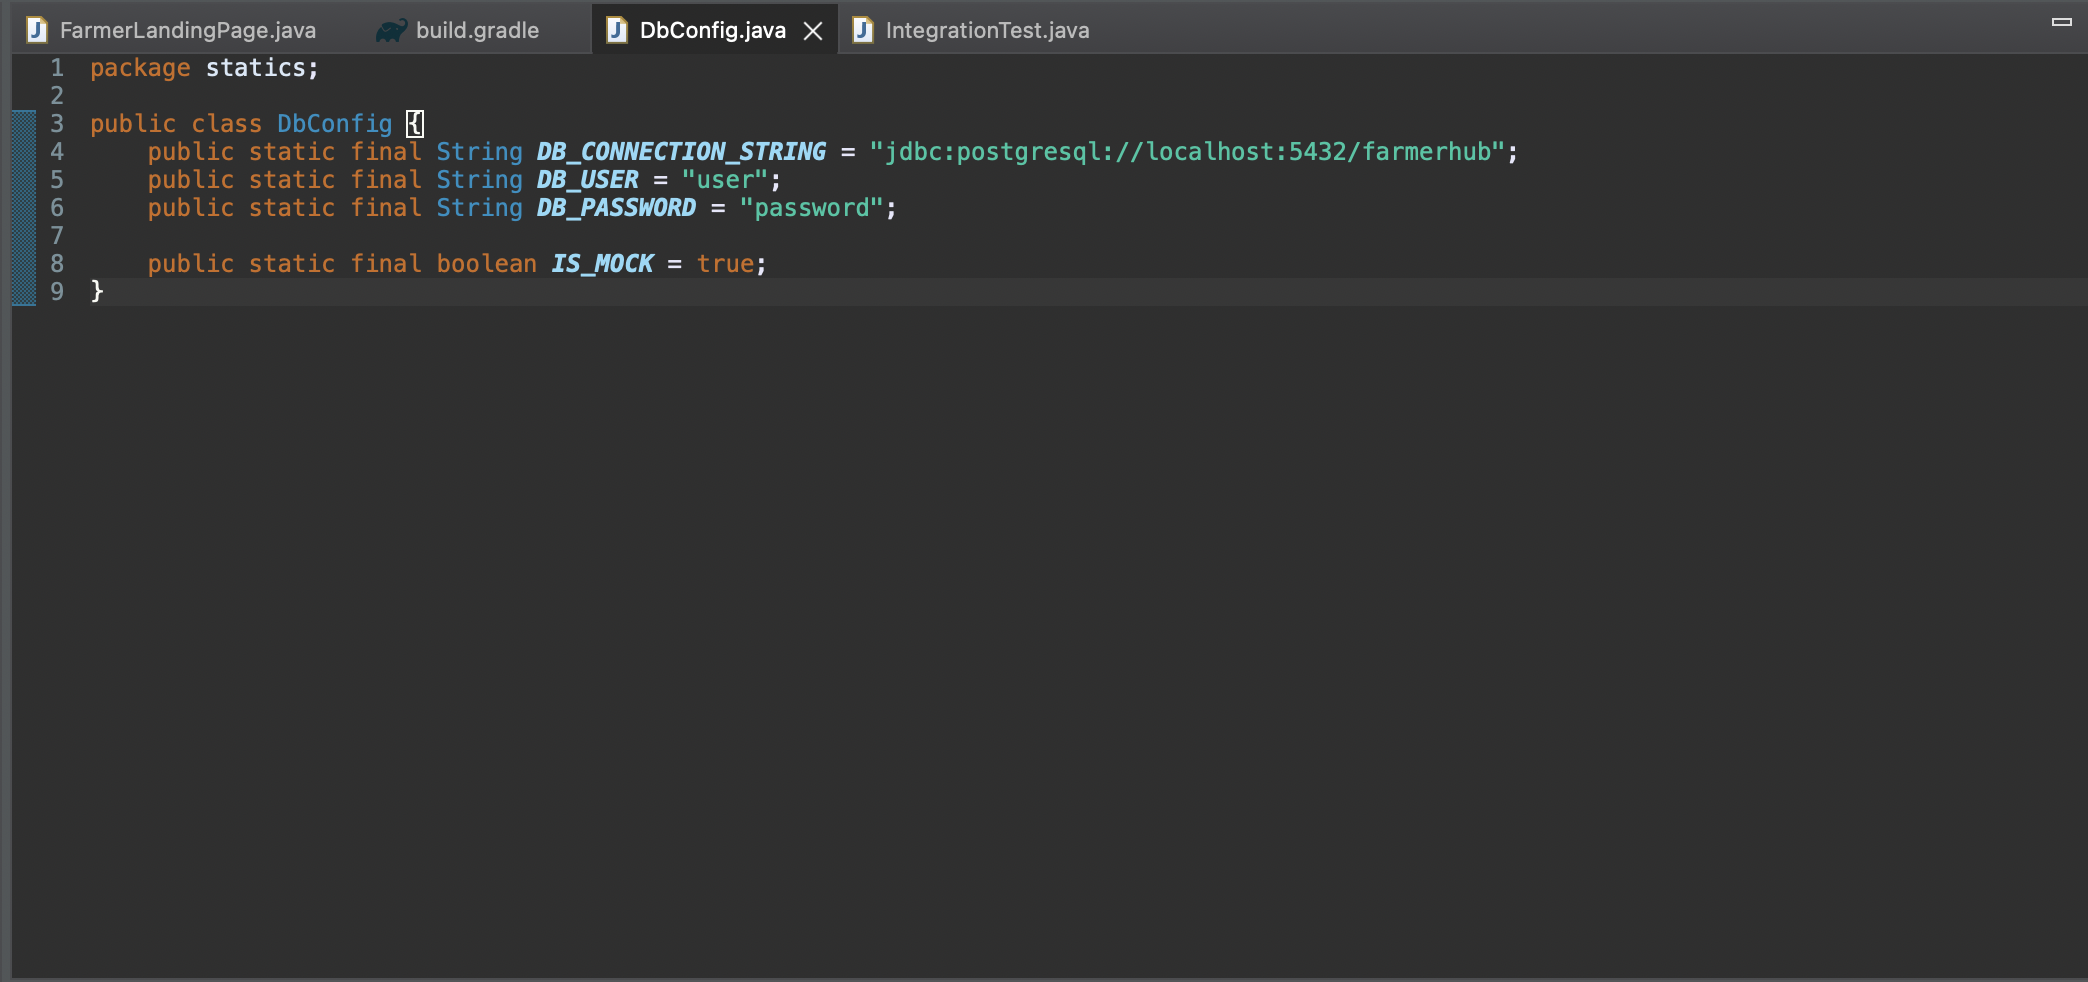 FarmerLandingPage.java build.gradle DbConfig.java IntegrationTest.java
1 package statics;
2
3 public class DbConfig {
4     public static final String DB_CONNECTION_STRING = "jdbc:postgresql://localhost:5432/farmerhub";
5     public static final String DB_USER = "user";
6     public static final String DB_PASSWORD = "password";
7
8     public static final boolean IS_MOCK = true;
9 }